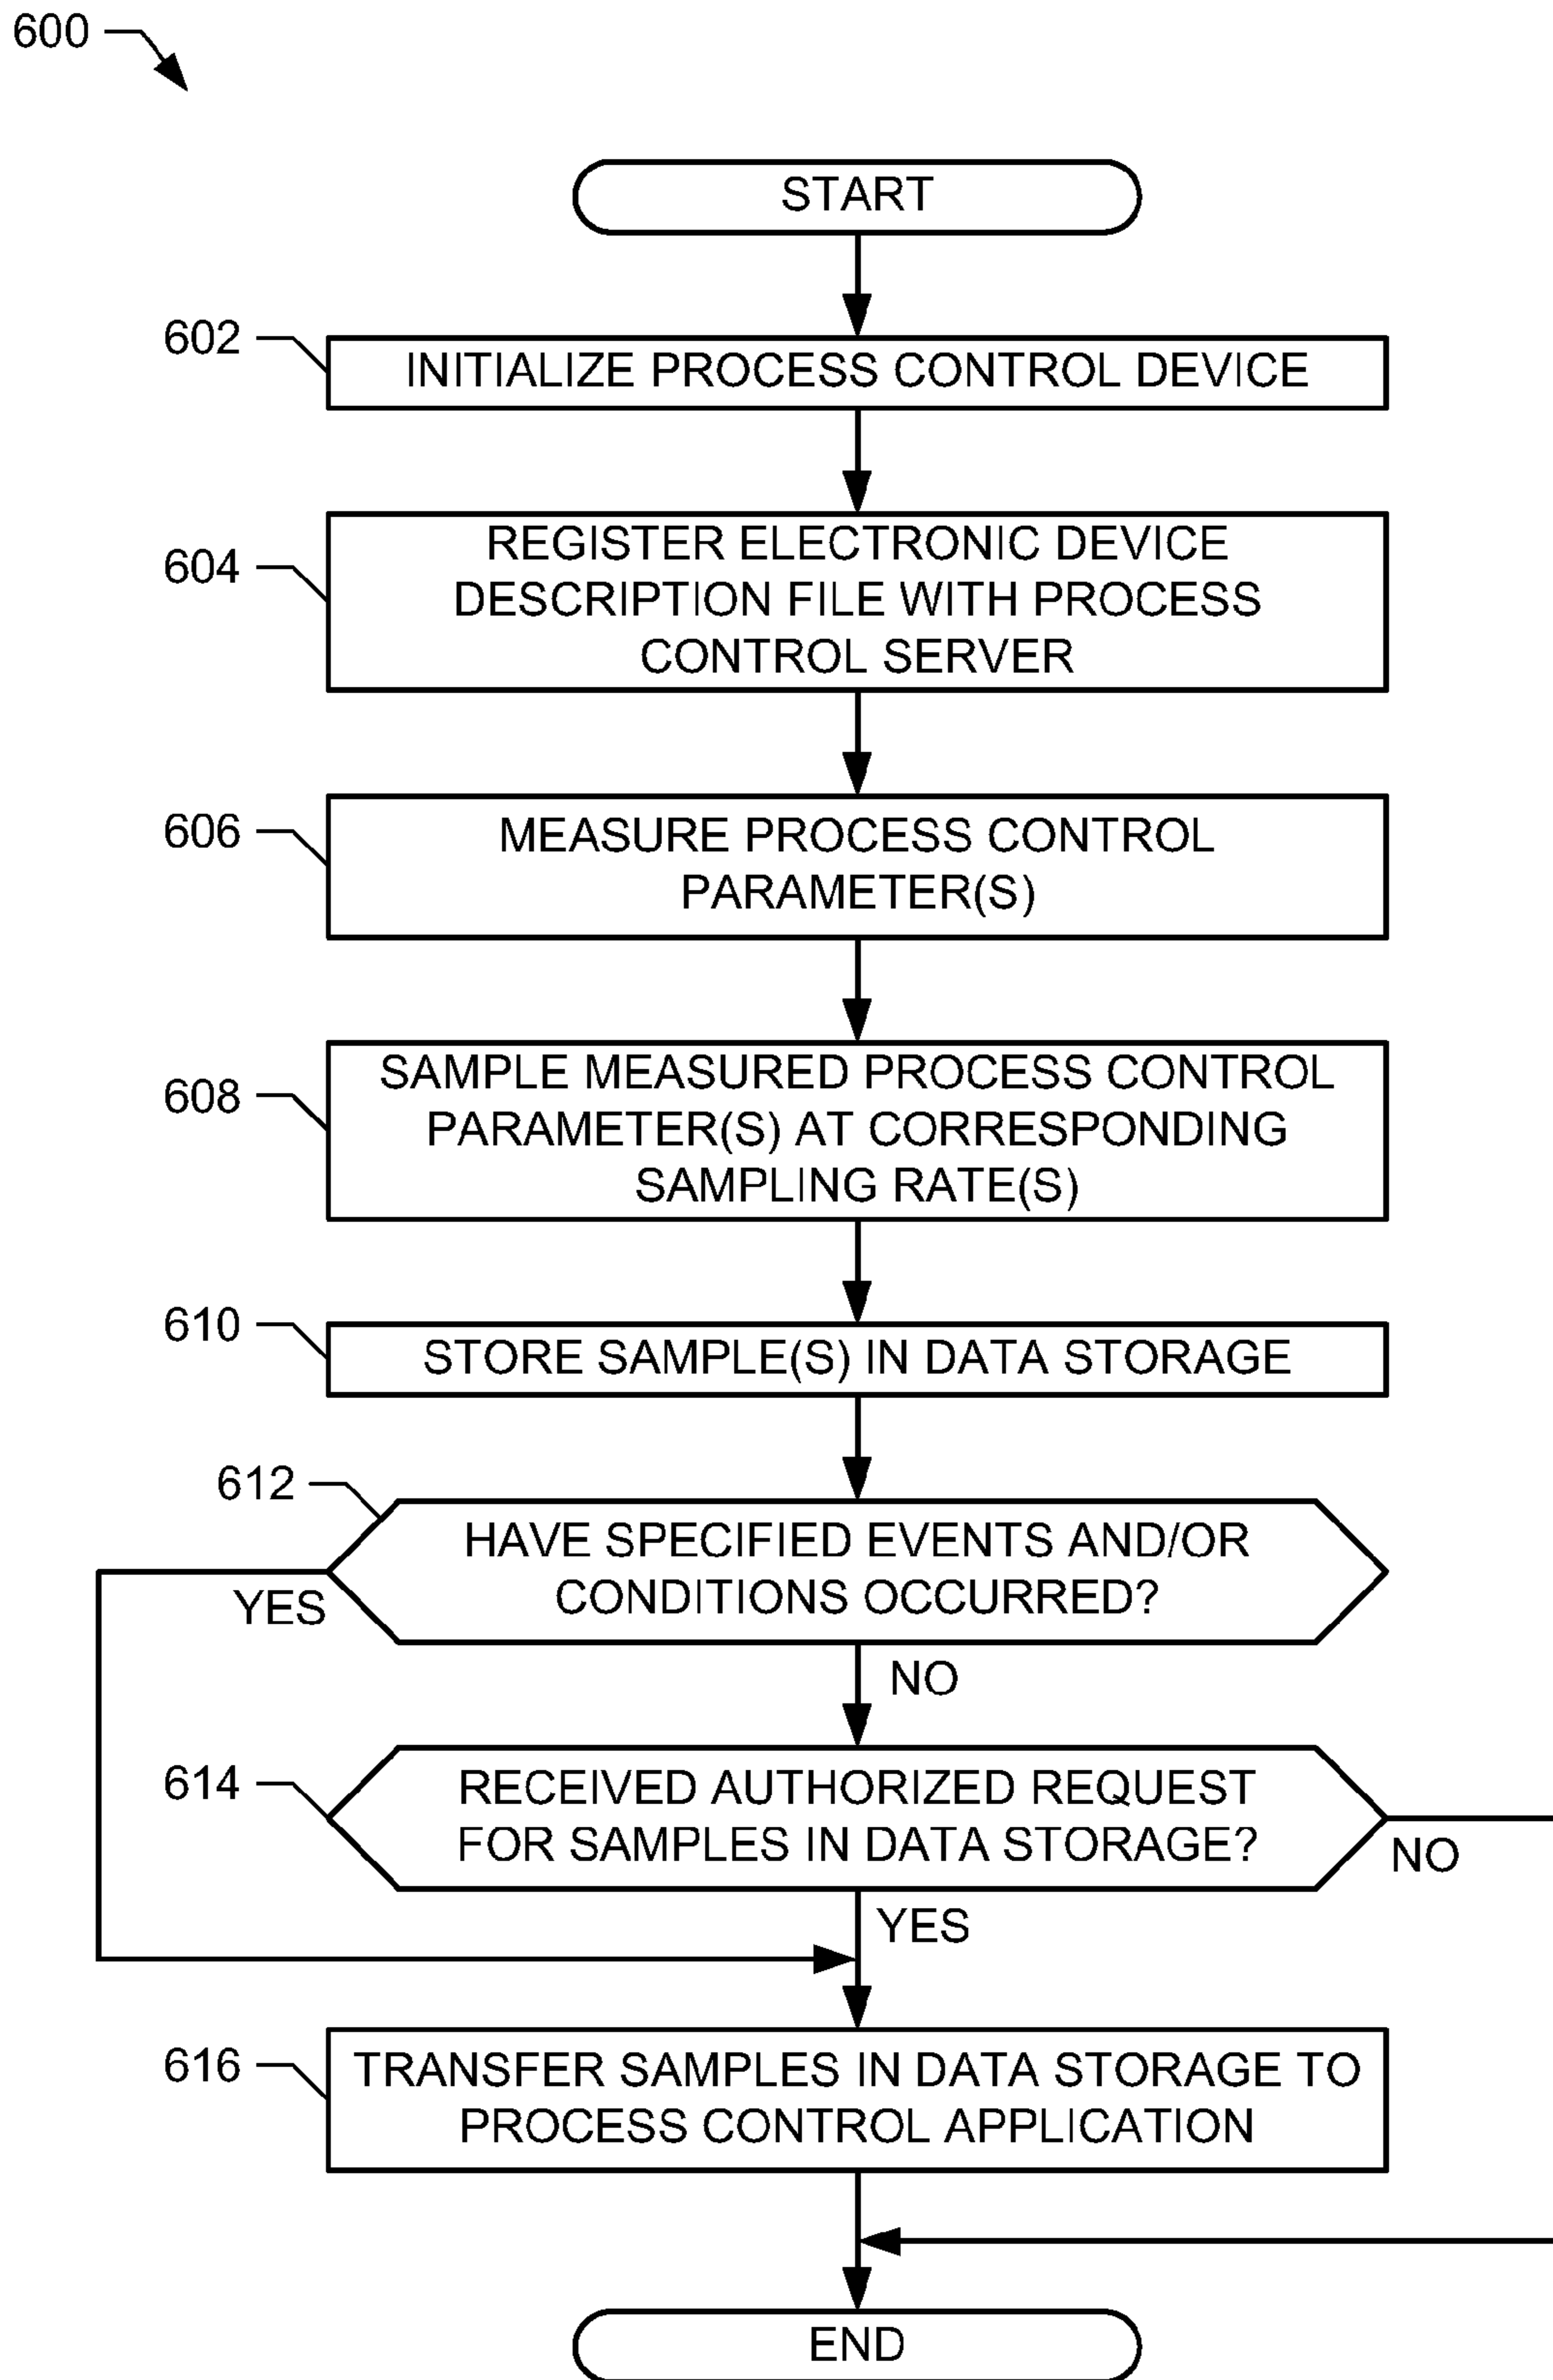 600
START
602
INITIALIZE PROCESS CONTROL DEVICE
604
REGISTER ELECTRONIC DEVICE
DESCRIPTION FILE WITH PROCESS
CONTROL SERVER
606
MEASURE PROCESS CONTROL
PARAMETER(S)
608
SAMPLE MEASURED PROCESS CONTROL
PARAMETER(S) AT CORRESPONDING
SAMPLING RATE(S)
610
STORE SAMPLE(S) IN DATA STORAGE
612
HAVE SPECIFIED EVENTS AND/OR
CONDITIONS OCCURRED?
YES
NO
614
RECEIVED AUTHORIZED REQUEST
FOR SAMPLES IN DATA STORAGE?
NO
YES
616
TRANSFER SAMPLES IN DATA STORAGE TO
PROCESS CONTROL APPLICATION
END